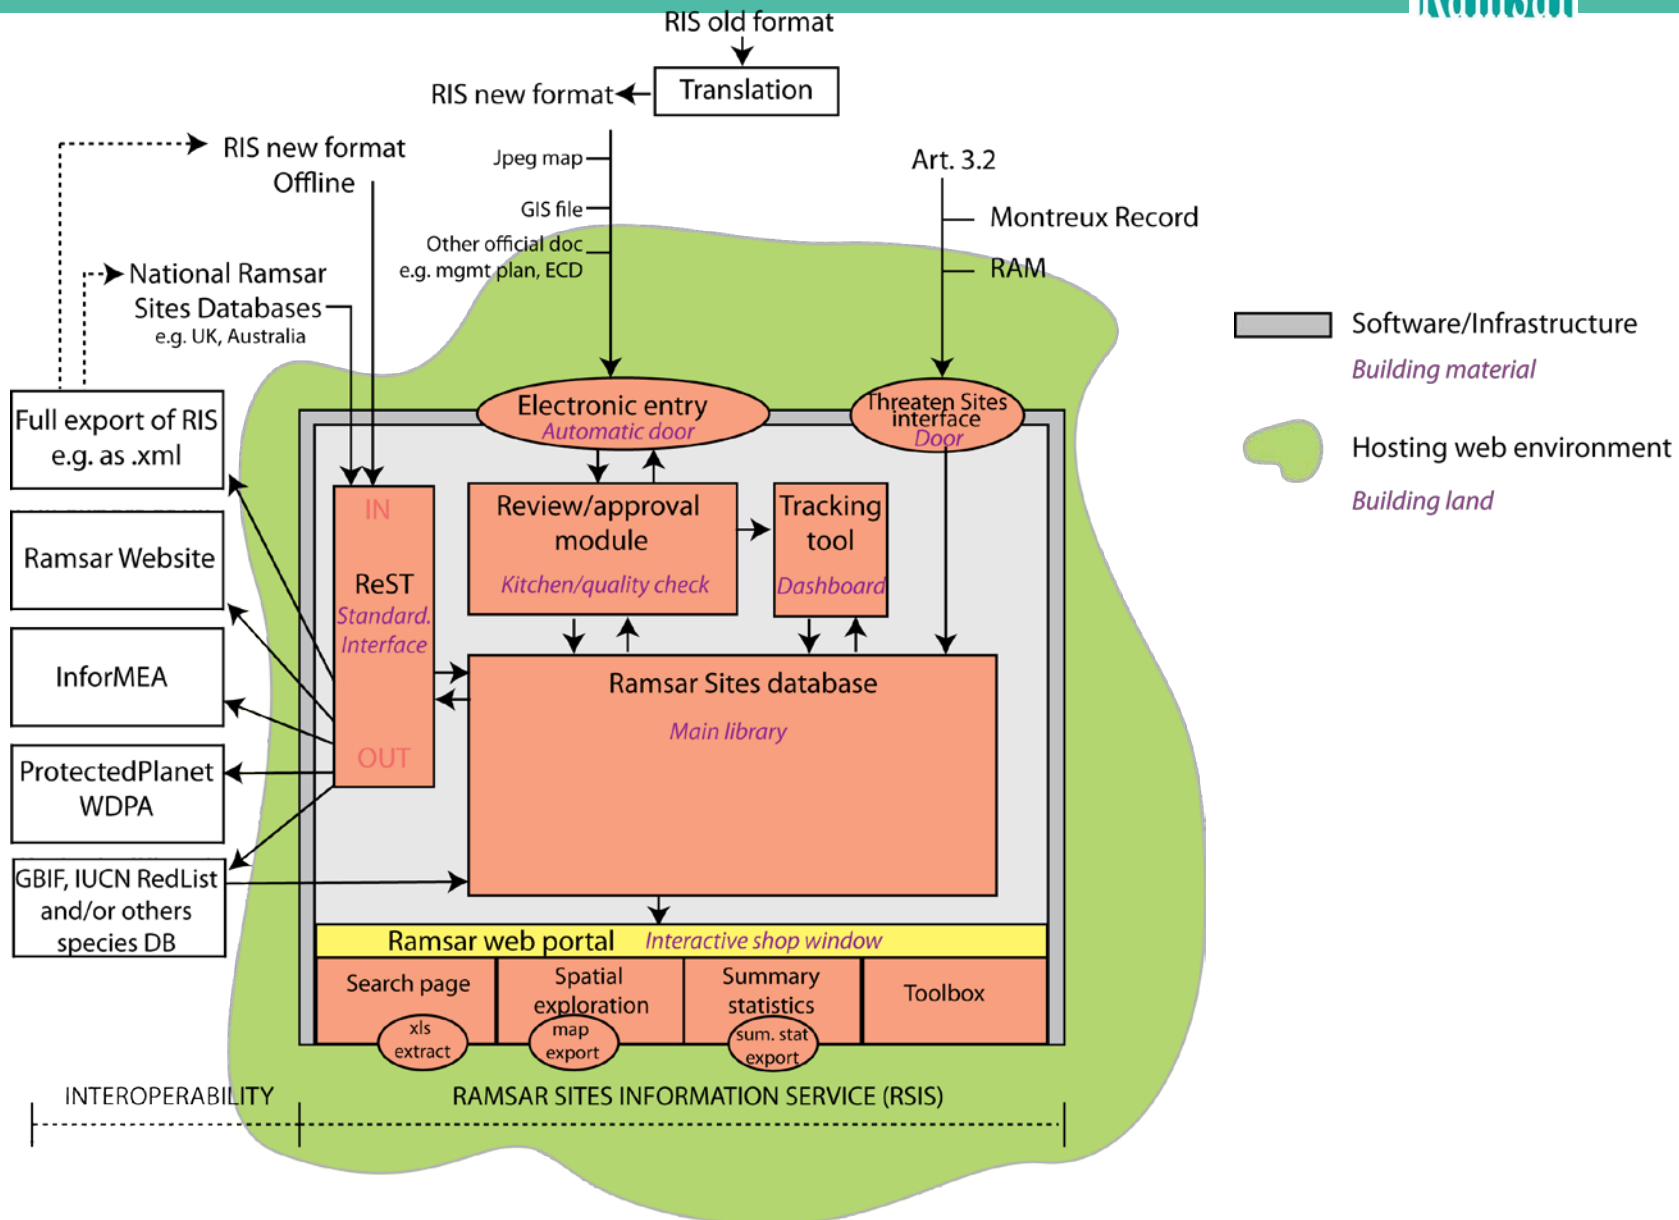 Ramsar
RIS old format
Translation
RIS new format
RIS new format
Offline
Jpeg map
GIS file
Other official doc
e.g. mgmt plan, ECD
Art. 3.2
Montreux Record
RAM
National Ramsar
Sites Databases
e.g. UK, Australia
Software/Infrastructure
Building material
Hosting web environment
Building land
Full export of RIS
e.g. as .xml
Ramsar Website
InforMEA
ProtectedPlanet
WDPA
GBIF, IUCN RedList
and/or others
species DB
Electronic entry
Automatic door
Threaten Sites
interface
Door
IN
ReST
Standard.
Interface
OUT
Review/approval
module
Kitchen/quality check
Tracking
tool
Dashboard
Ramsar Sites database
Main library
Ramsar web portal Interactive shop window
Search page
xls
extract
Spatial
exploration
map
export
Summary
statistics
sum. stat
export
Toolbox
INTEROPERABILITY
RAMSAR SITES INFORMATION SERVICE (RSIS)